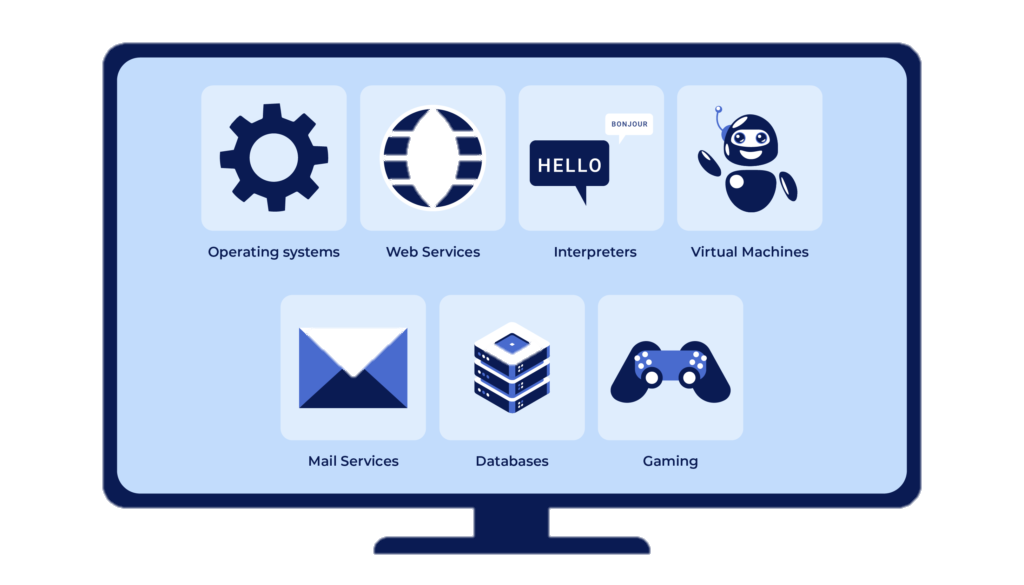 BONJOUR
HELLO
Operating systems
Web Services
Interpreters
Virtual Machines
Mail Services
Databases
Gaming